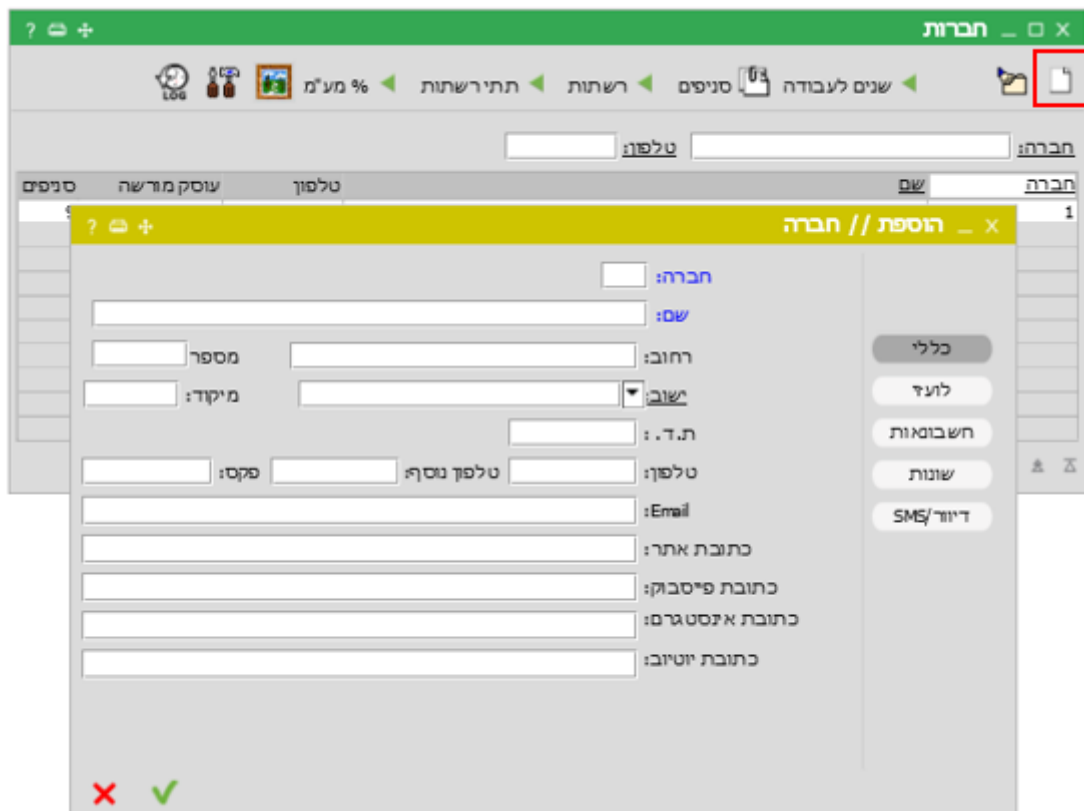 חברות
שנים לעבודה סניפים רשתות תתי רשתות % מע"מ LOG
חברה: טלפון:
חברה שם טלפון עוסק מורשה סניפים
1
הוספת // חברה
חברה:
שם:
רחוב: מספר
ישוב: מיקוד:
ת.ד. :
טלפון: טלפון נוסף: פקס:
Email:
כתובת אתר:
כתובת פייסבוק:
כתובת אינסטגרם:
כתובת יוטיוב:
כללי
לועזי
חשבונאות
שונות
דיוור/SMS